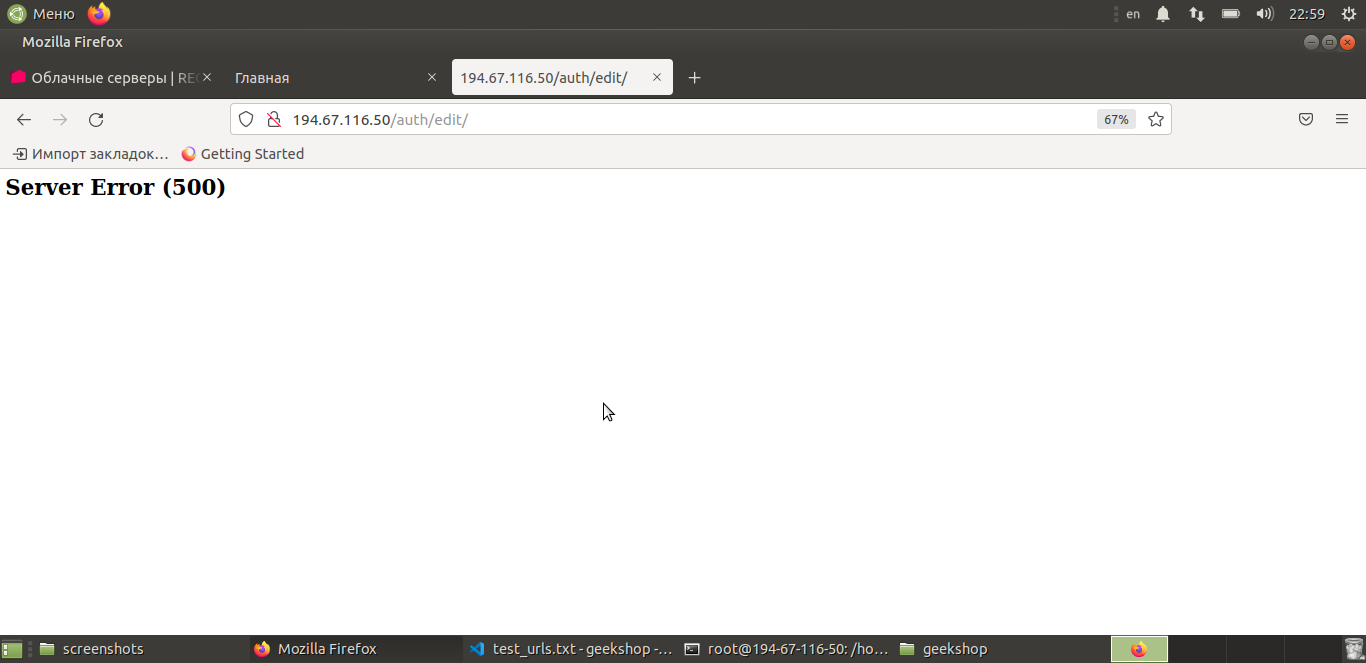 Меню
en
22:59
Mozilla Firefox
Облачные серверы | REG
Главная
194.67.116.50/auth/edit/
194.67.116.50/auth/edit/
67%
Импорт закладок…
Getting Started
Server Error (500)
screenshots
Mozilla Firefox
test_urls.txt - geekshop -…
root@194-67-116-50: /ho…
geekshop